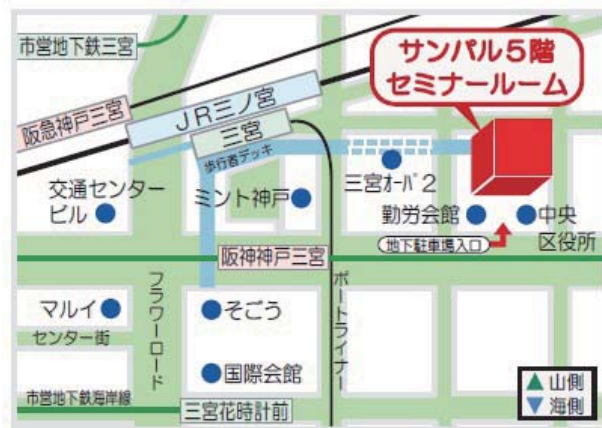 市営地下鉄三宮
サンパル5階
セミナールーム
阪急神戸三宮
JR三ノ宮
三宮
歩行者デッキ
交通センター
ビル
ミント神戸
三宮オーパ2
勤労会館
中央
区役所
地下駐車場入口
阪神神戸三宮
フラワーロード
ポートライナー
マルイ
センター街
そごう
国際会館
市営地下鉄海岸線
三宮花時計前
▲山側
▼海側